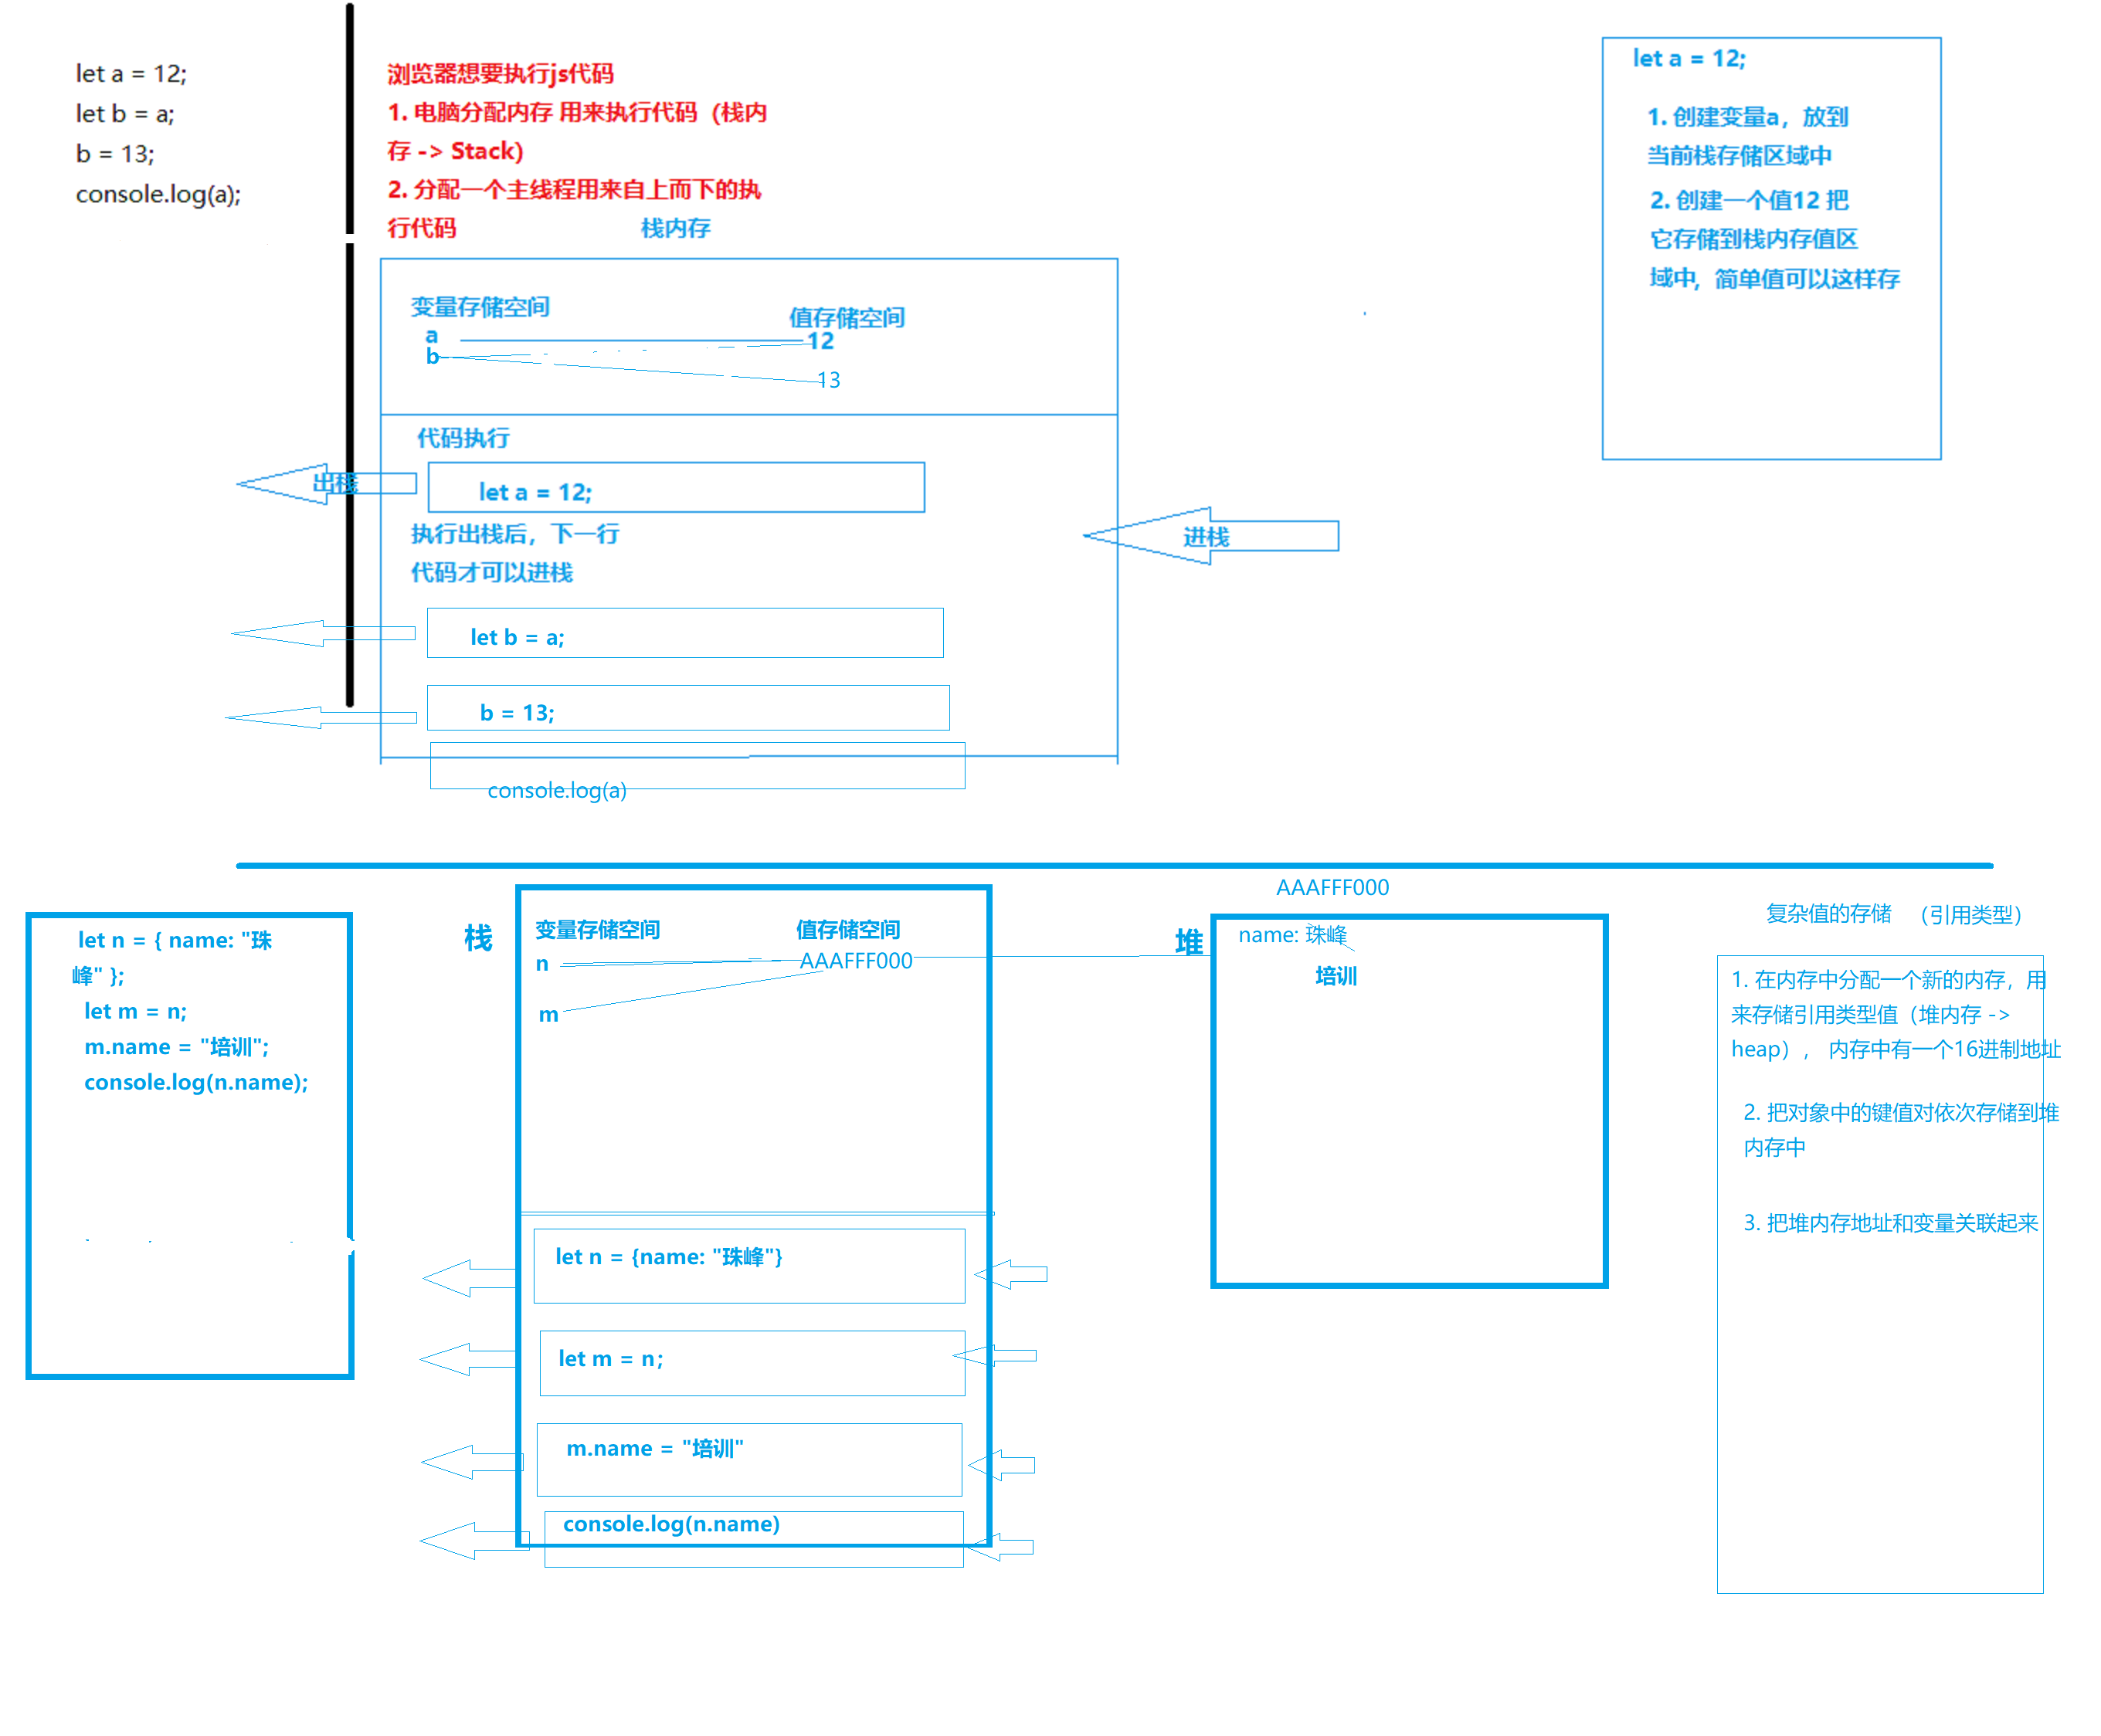 let a = 12;
let b = a;
b = 13;
console.log(a);
浏览器想要执行js代码
1. 电脑分配内存 用来执行代码（栈内
存 -> Stack)
2. 分配一个主线程用来自上而下的执
行代码
栈内存
let a = 12;
1. 创建变量a，放到
当前栈存储区域中
2. 创建一个值12 把
它存储到栈内存值区
域中，简单值可以这样存
变量存储空间
值存储空间
a
12
b
13
代码执行
出栈
let a = 12;
执行出栈后，下一行
代码才可以进栈
进栈
let b = a;
b = 13;
console.log(a)
let n = { name: "珠
峰" };
let m = n;
m.name = "培训";
console.log(n.name);
栈
变量存储空间
值存储空间
n
AAAFFF000
m
let n = {name: "珠峰"}
let m = n;
m.name = "培训"
console.log(n.name)
AAAFFF000
堆
name: 珠峰
培训
复杂值的存储 （引用类型）
1. 在内存中分配一个新的内存，用
来存储引用类型值（堆内存 ->
heap）， 内存中有一个16进制地址
2. 把对象中的键值对依次存储到堆
内存中
3. 把堆内存地址和变量关联起来